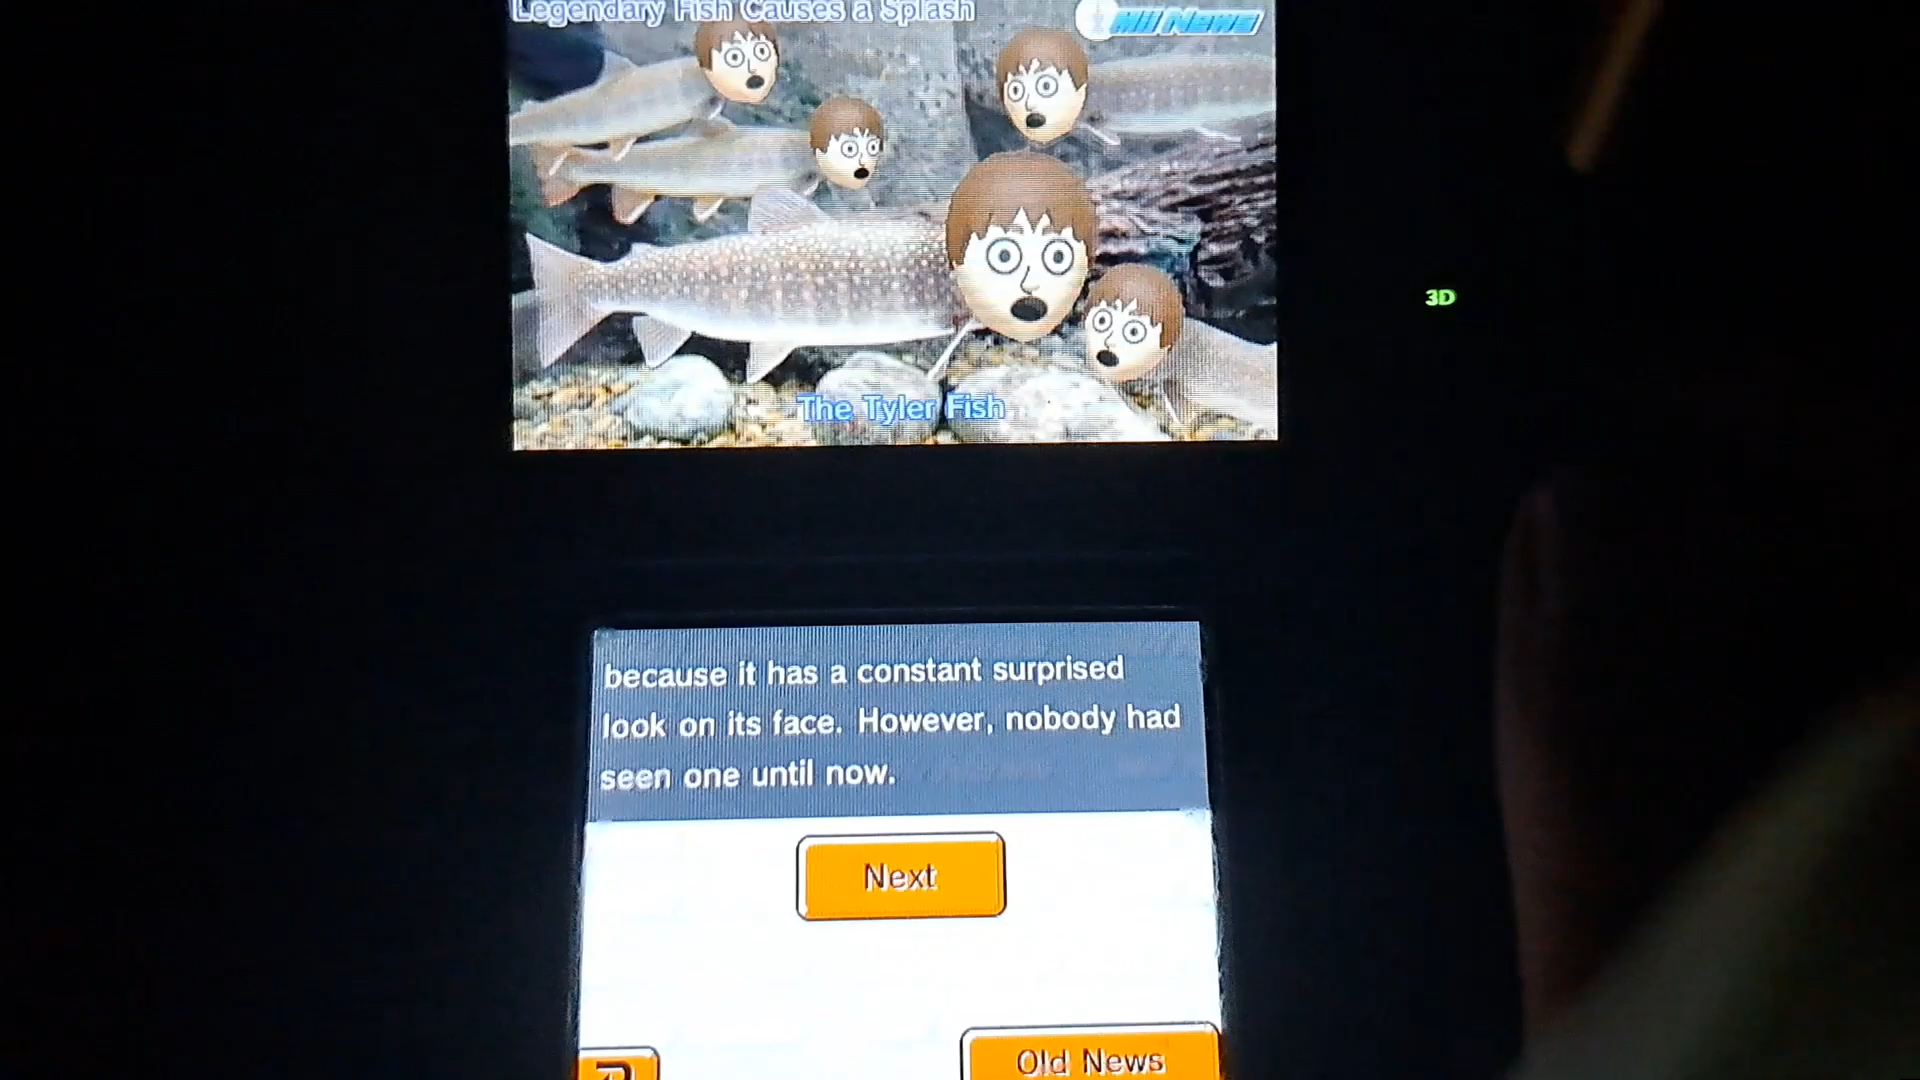 Legendary Fish Causes a Splash
Mii News
The Tyler Fish
3D
because it has a constant surprised
look on its face. However, nobody had
seen one until now.
Next
Old News